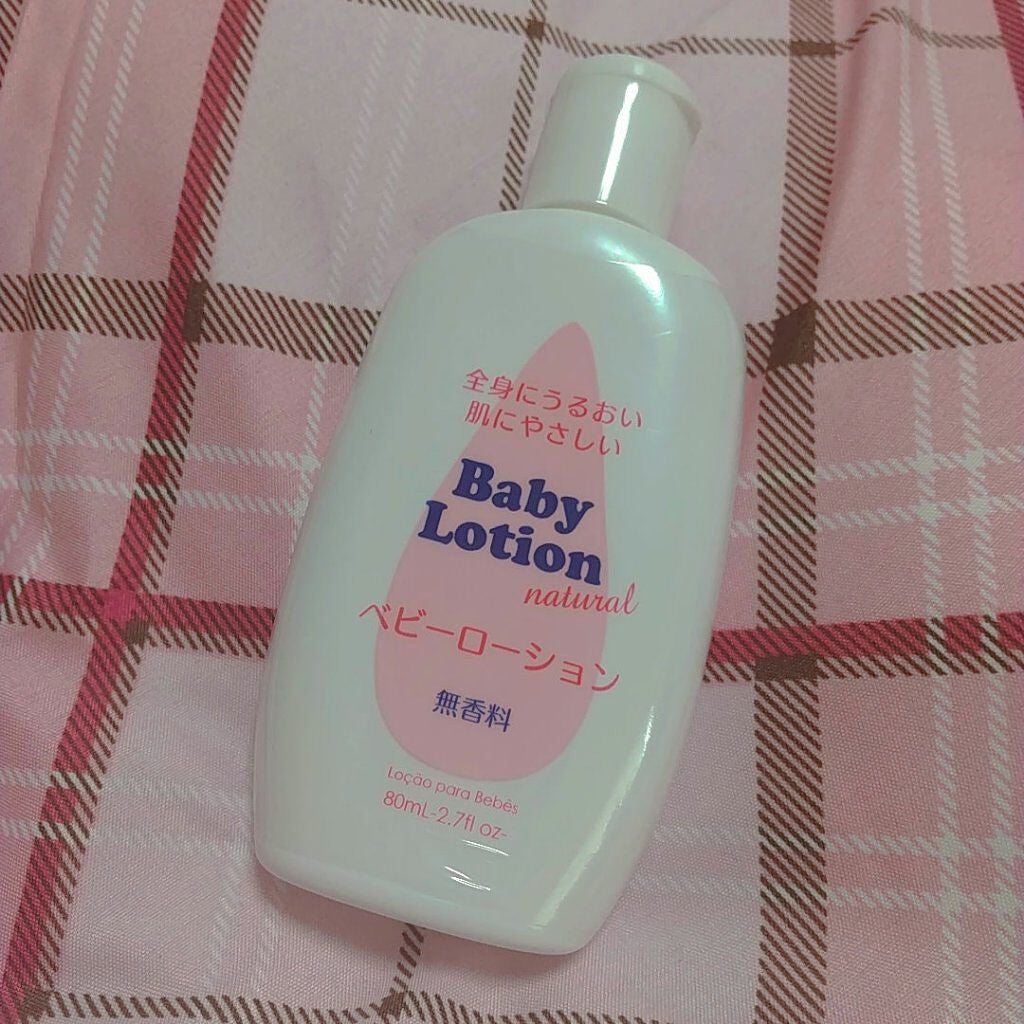 全身にうるおい
肌にやさしい
Baby
Lotion
natural
ベビーローション
無香料
Loção para Bebês
80mL-2.7fl oz-